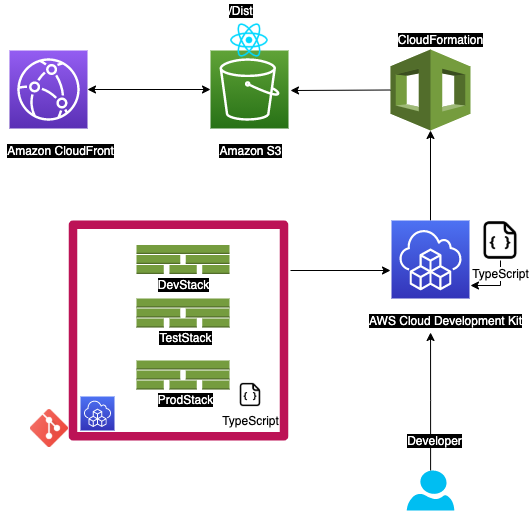 /Dist
CloudFormation
Amazon CloudFront
Amazon S3
DevStack
TestStack
ProdStack
TypeScript
{ }
TypeScript
{ }
AWS Cloud Development Kit
Developer